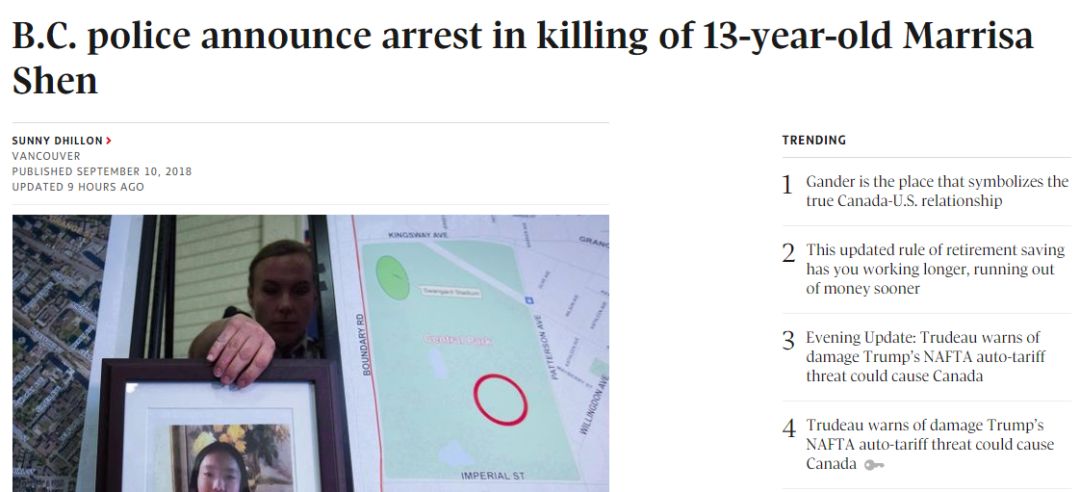 B.C. police announce arrest in killing of 13-year-old Marrisa
Shen
SUNNY DHILLON >
VANCOUVER
PUBLISHED SEPTEMBER 10, 2018
UPDATED 9 HOURS AGO
KINGSWAY AVE
Swangard Stadium
Central Park
BOUNDARY RD
PATTERSON AVE
WILLINGDON AVE
IMPERIAL ST
TRENDING
1 Gander is the place that symbolizes the
true Canada-U.S. relationship
2 This updated rule of retirement saving
has you working longer, running out
of money sooner
3 Evening Update: Trudeau warns of
damage Trump's NAFTA auto-tariff
threat could cause Canada
4 Trudeau warns of damage Trump's
NAFTA auto-tariff threat could cause
Canada